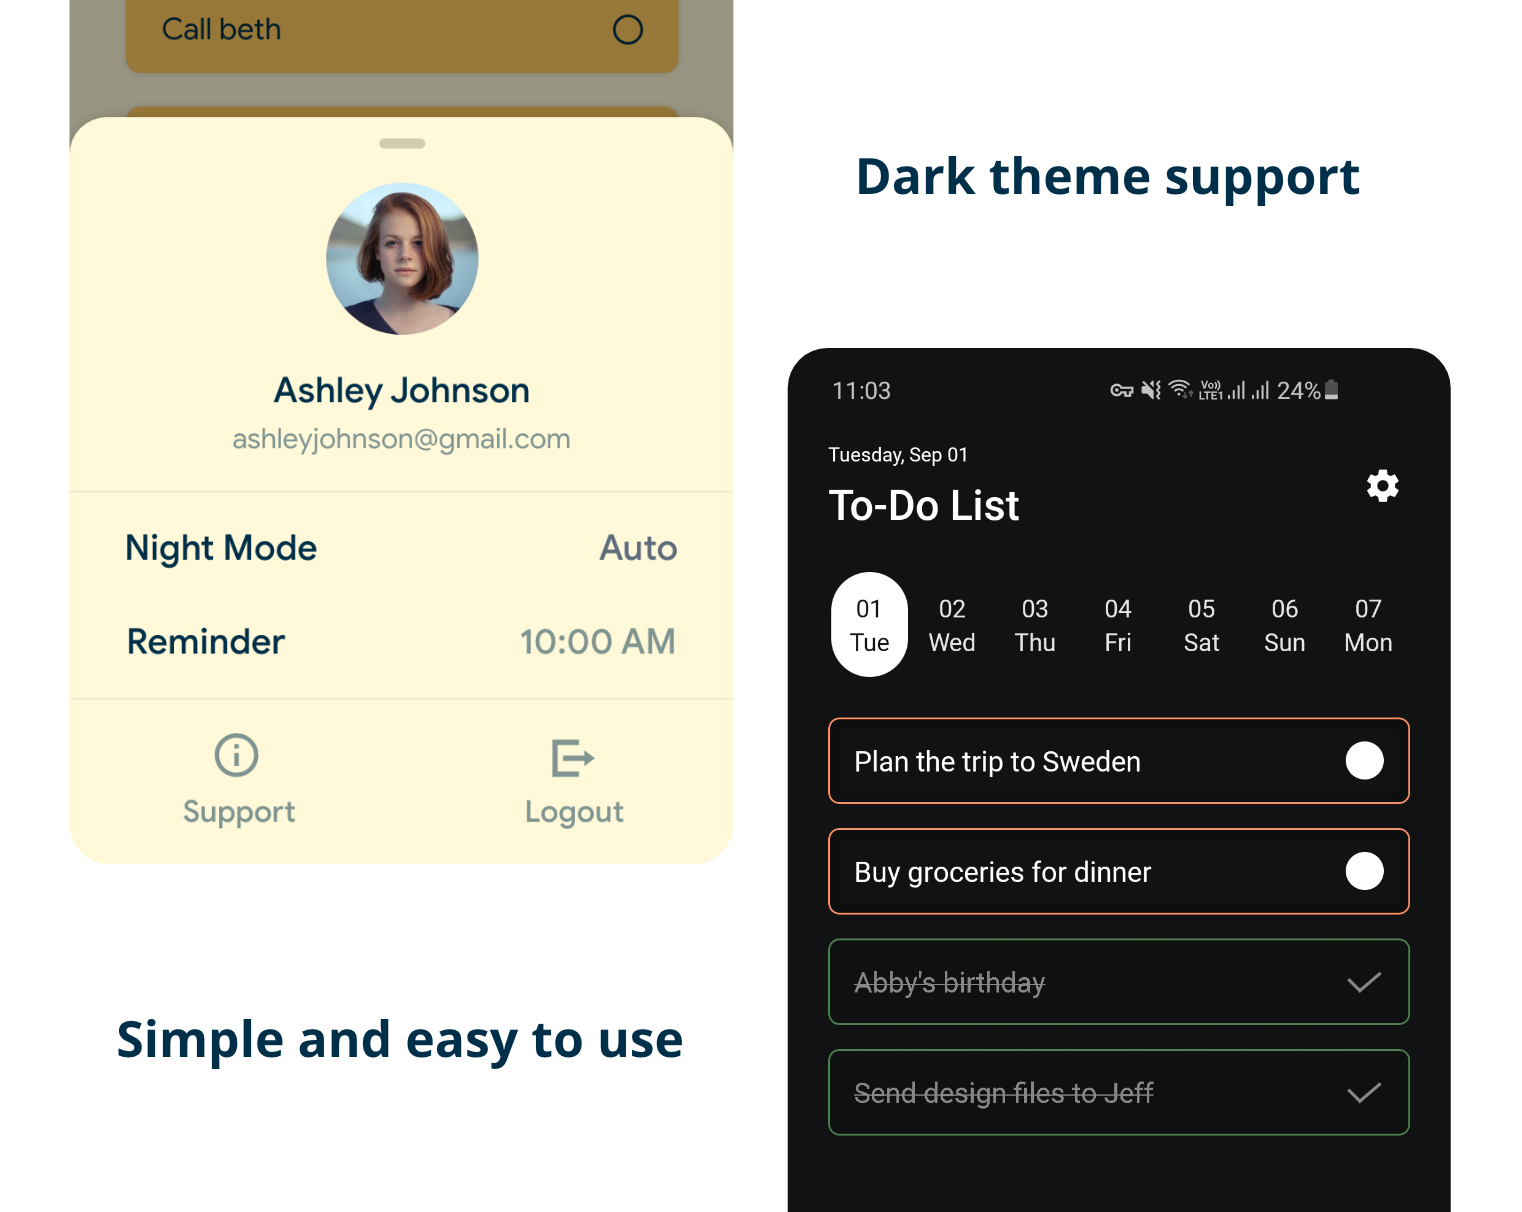 Call beth
Ashley Johnson
ashleyjohnson@gmail.com
Night Mode Auto
Reminder 10:00 AM
Support Logout
Simple and easy to use
Dark theme support
11:03 Vo)) LTE1 24%
Tuesday, Sep 01
To-Do List
01 02 03 04 05 06 07
Tue Wed Thu Fri Sat Sun Mon
Plan the trip to Sweden
Buy groceries for dinner
Abby's birthday
Send design files to Jeff